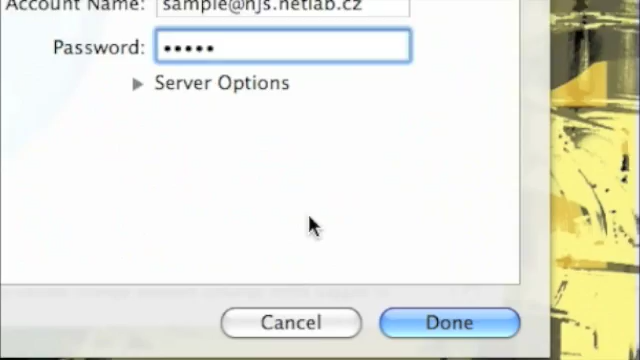 Account Name: sample@njs.netlab.cz
Password: •••••
Server Options
Cancel Done